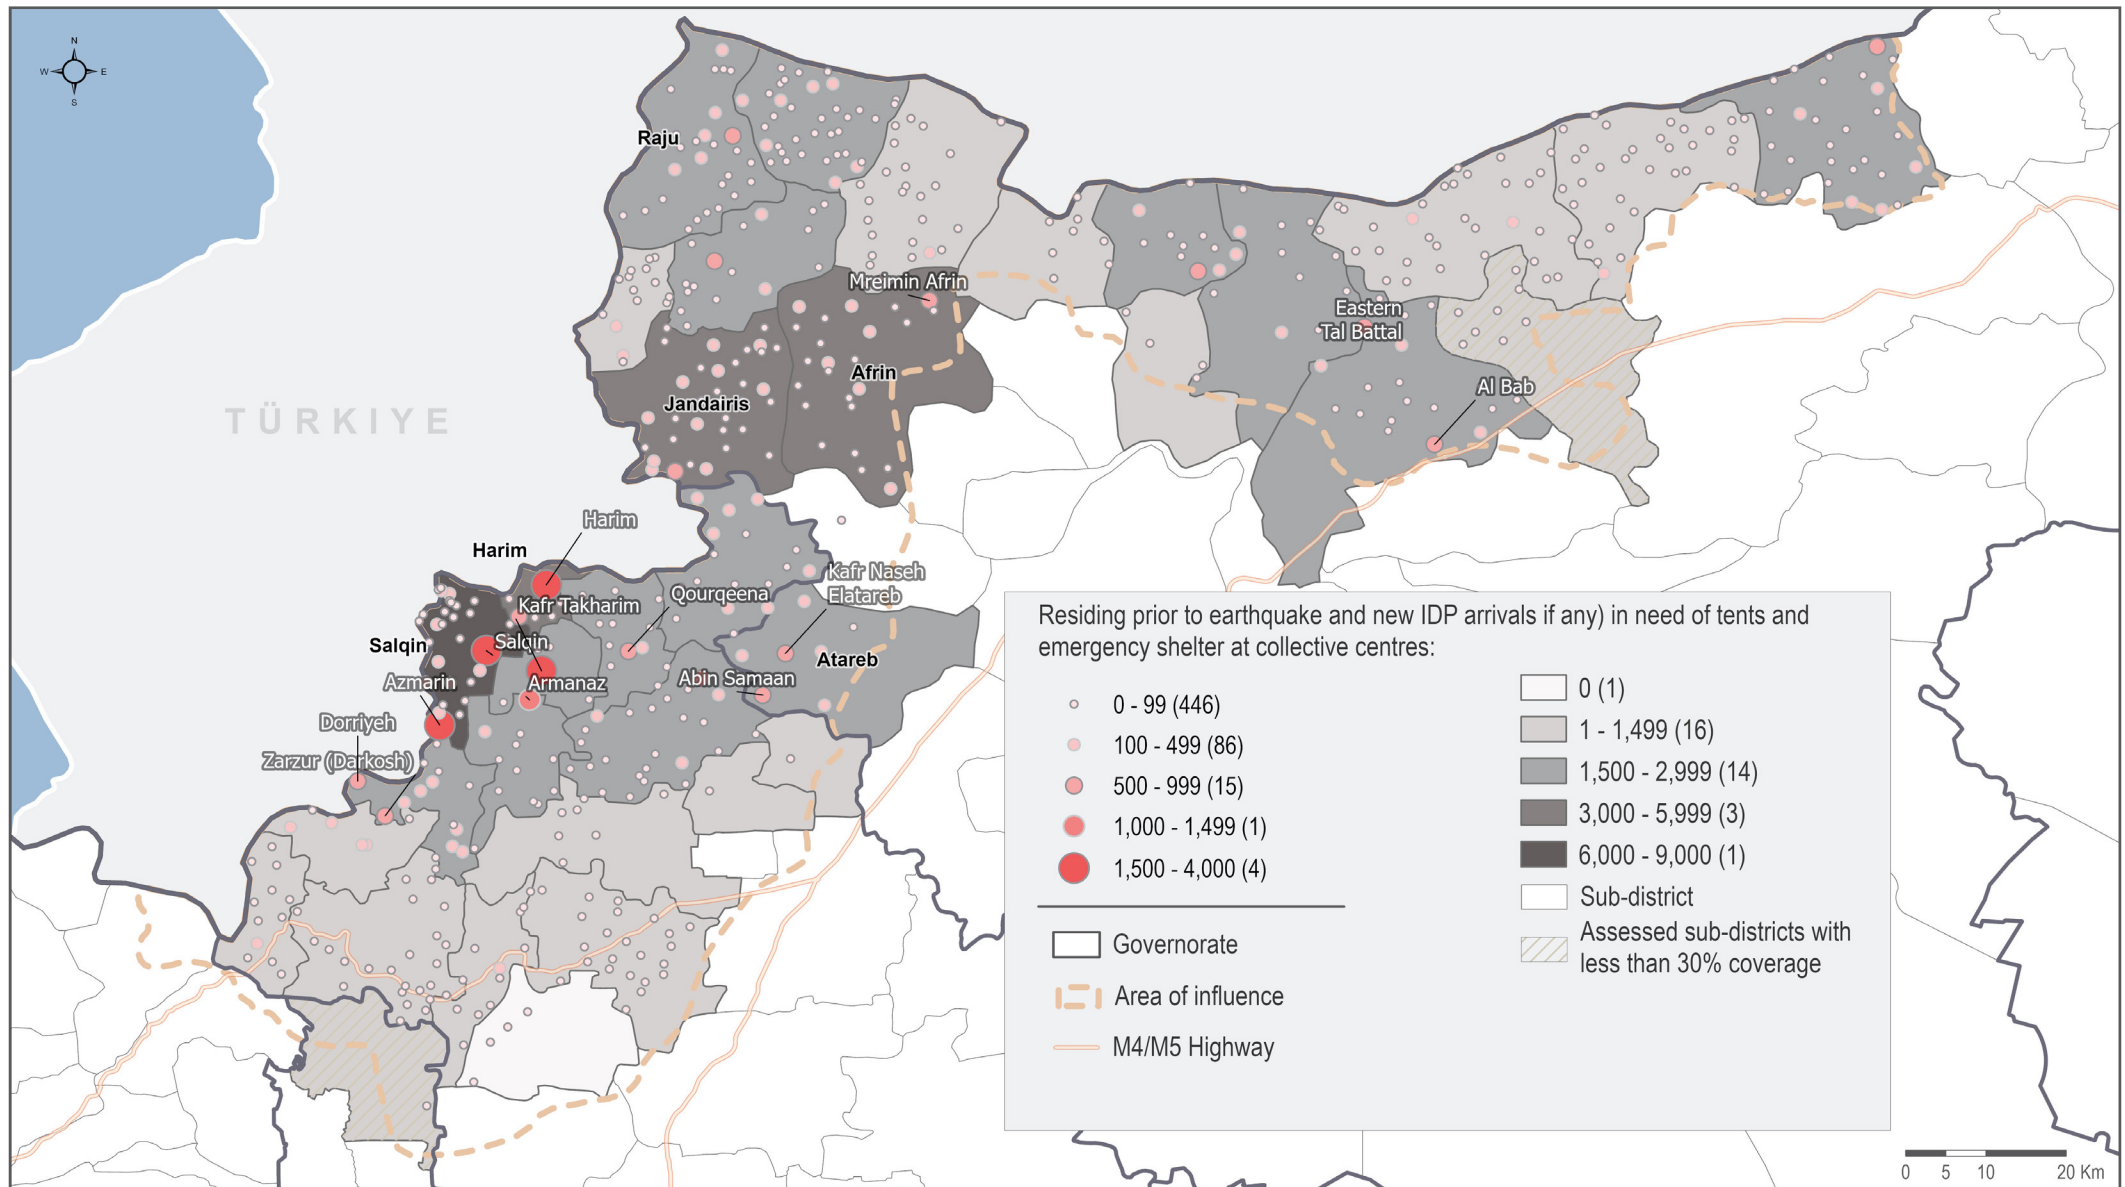 N
W E
S
Raju
TÜRKIYE
Mreimin Afrin
Afrin
Jandairis
Eastern
Tal Battal
Al Bab
Harim
Harim
Kafr Takharim
Qourqeena
Kafr Naseh
Elatareb
Salqin
Salqin
Atareb
Azmarin
Armanaz
Abin Samaan
Dorriyeh
Zarzur (Darkosh)
Residing prior to earthquake and new IDP arrivals if any) in need of tents and
emergency shelter at collective centres:
0 - 99 (446)
100 - 499 (86)
500 - 999 (15)
1,000 - 1,499 (1)
1,500 - 4,000 (4)
Governorate
Area of influence
M4/M5 Highway
0 (1)
1 - 1,499 (16)
1,500 - 2,999 (14)
3,000 - 5,999 (3)
6,000 - 9,000 (1)
Sub-district
Assessed sub-districts with
less than 30% coverage
0 5 10 20 Km